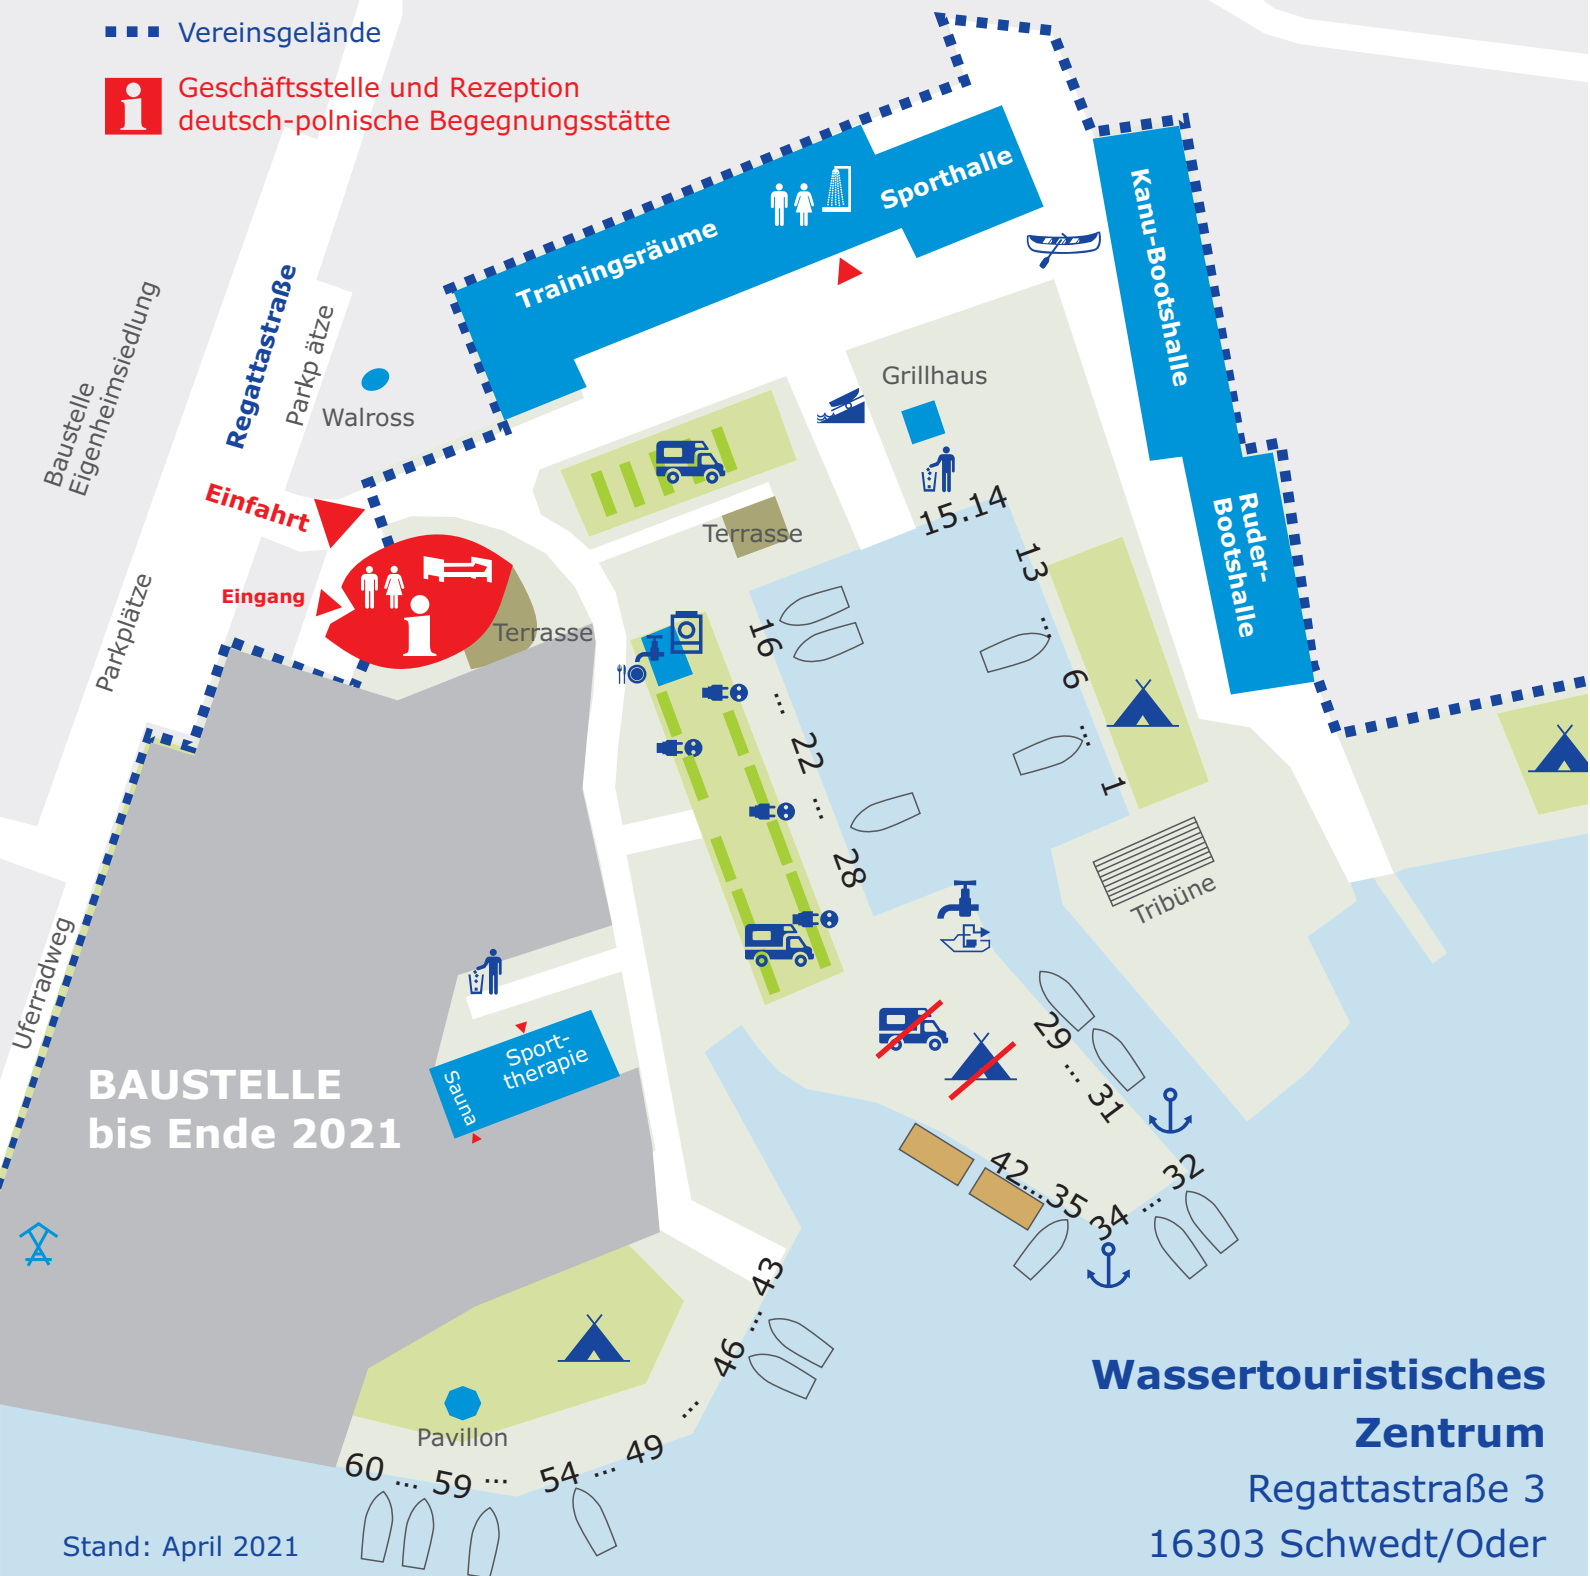 Vereinsgelände
Geschäftsstelle und Rezeption
deutsch-polnische Begegnungsstätte
Trainingsräume
Sporthalle
Kanu-Bootshalle
Ruder-
Bootshalle
Baustelle
Eigenheimsiedlung
Regattastraße
Parkp ätze
Walross
Grillhaus
Einfahrt
Eingang
Terrasse
Terrasse
Parkplätze
15.14
13
...
6
...
1
16
...
22
...
28
Tribüne
Uferradweg
BAUSTELLE
bis Ende 2021
Sport-
therapie
Sauna
29
...
31
32
...
34
35
...
42
43
...
46
...
49
...
54
...
59
...
60
Pavillon
Wassertouristisches
Zentrum
Regattastraße 3
16303 Schwedt/Oder
Stand: April 2021